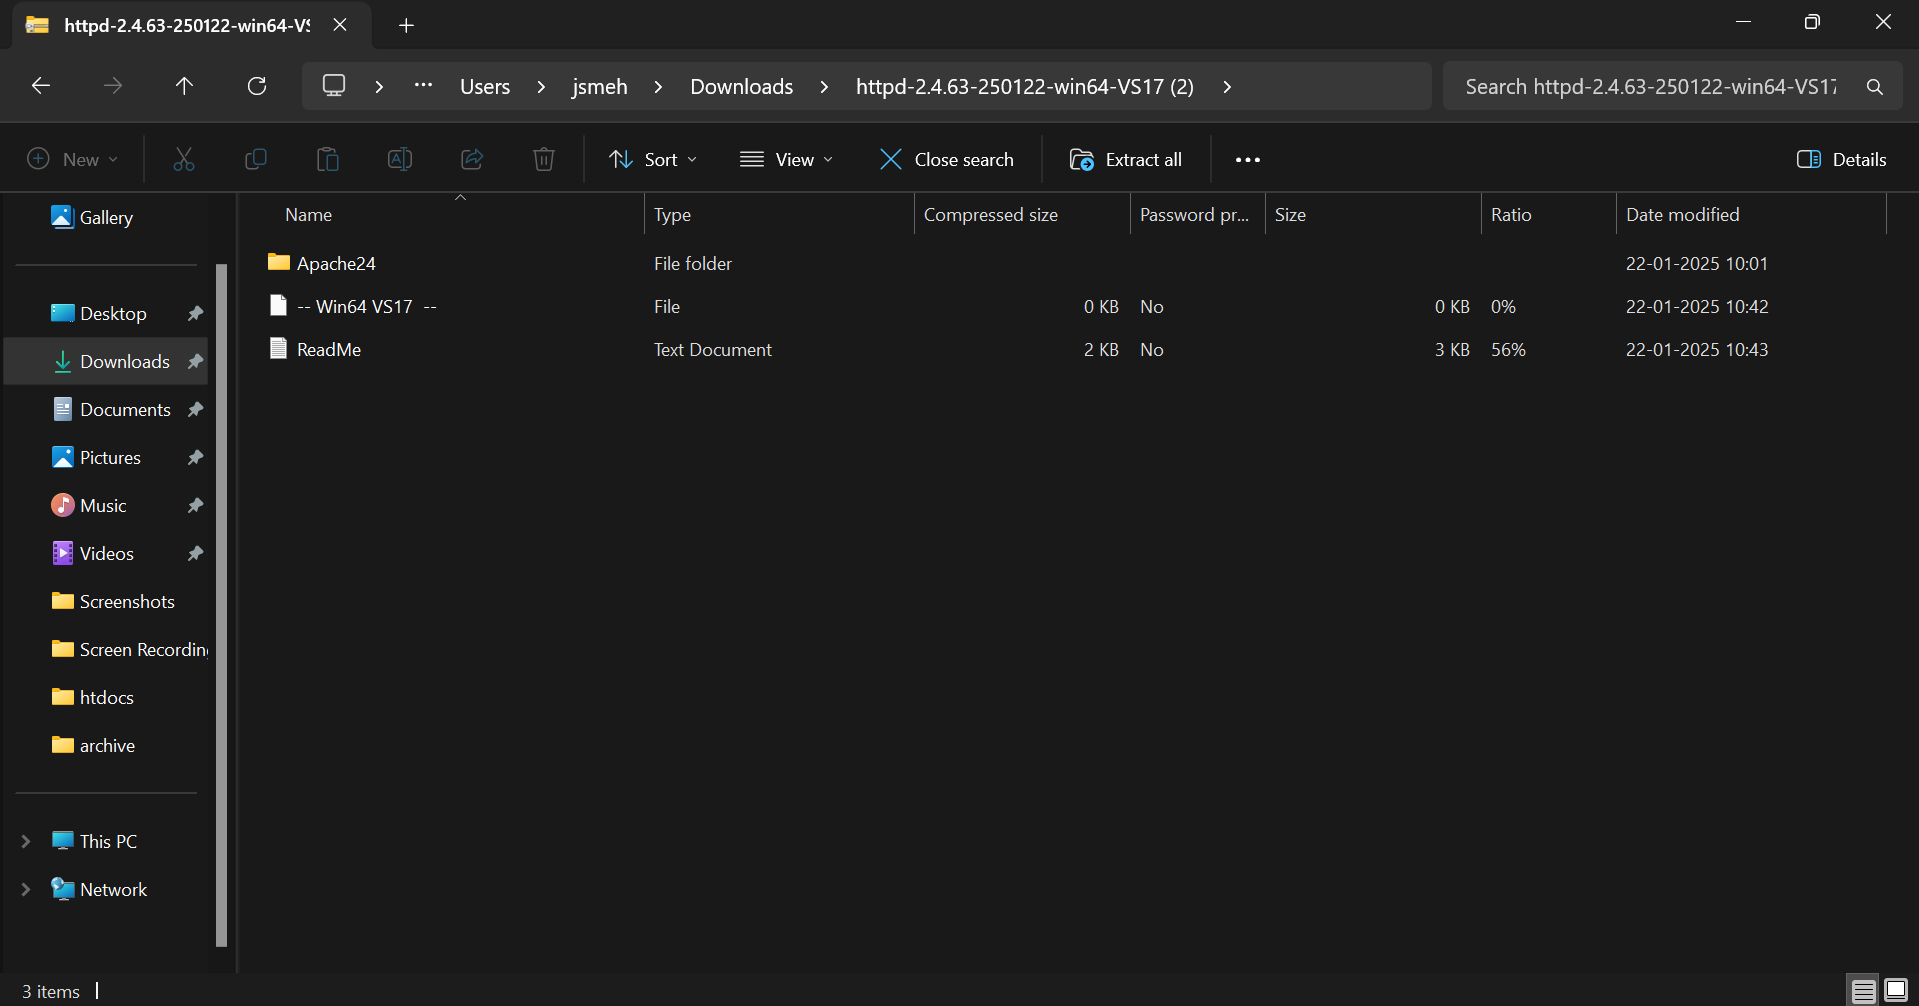 httpd-2.4.63-250122-win64-VS
Users jsmeh Downloads httpd-2.4.63-250122-win64-VS17 (2)
Search httpd-2.4.63-250122-win64-VS17
New Sort View Close search Extract all Details
Name Type Compressed size Password pr... Size Ratio Date modified
Apache24 File folder 22-01-2025 10:01
-- Win64 VS17 -- File 0 KB No 0 KB 0% 22-01-2025 10:42
ReadMe Text Document 2 KB No 3 KB 56% 22-01-2025 10:43
Gallery
Desktop
Downloads
Documents
Pictures
Music
Videos
Screenshots
Screen Recording
htdocs
archive
This PC
Network
3 items